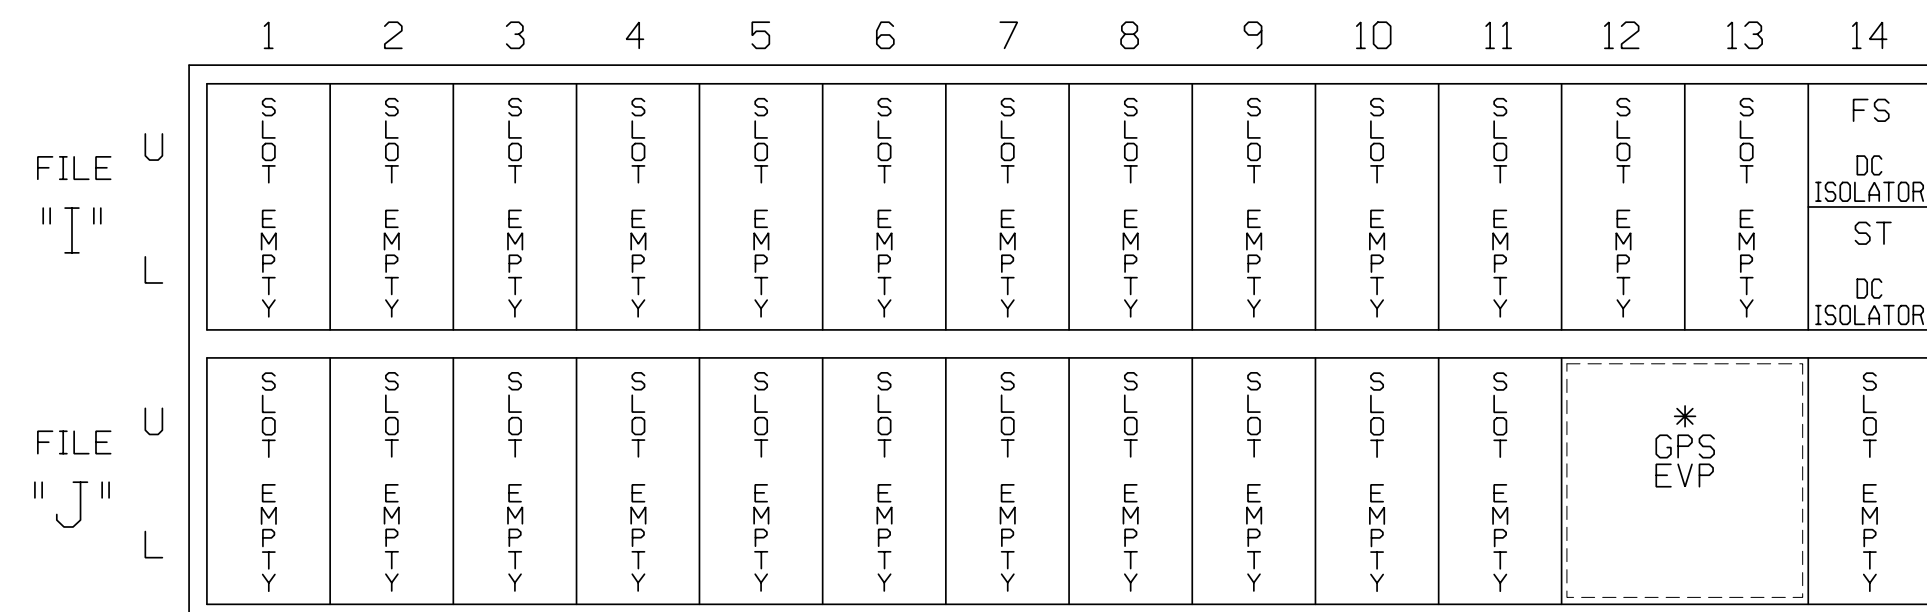 1 2 3 4 5 6 7 8 9 10 11 12 13 14
FILE
"I"
U
L
SLOT EMPTY
SLOT EMPTY
SLOT EMPTY
SLOT EMPTY
SLOT EMPTY
SLOT EMPTY
SLOT EMPTY
SLOT EMPTY
SLOT EMPTY
SLOT EMPTY
SLOT EMPTY
SLOT EMPTY
SLOT EMPTY
FS
DC
ISOLATOR
ST
DC
ISOLATOR
FILE
"J"
U
L
SLOT EMPTY
SLOT EMPTY
SLOT EMPTY
SLOT EMPTY
SLOT EMPTY
SLOT EMPTY
SLOT EMPTY
SLOT EMPTY
SLOT EMPTY
SLOT EMPTY
SLOT EMPTY
*
GPS
EVP
SLOT EMPTY